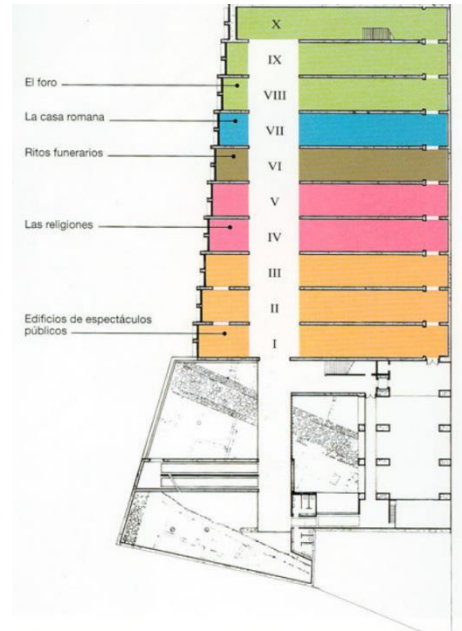 X
IX
El foro
VIII
La casa romana
VII
Ritos funerarios
VI
V
Las religiones
IV
III
II
Edificios de espectáculos
públicos
I